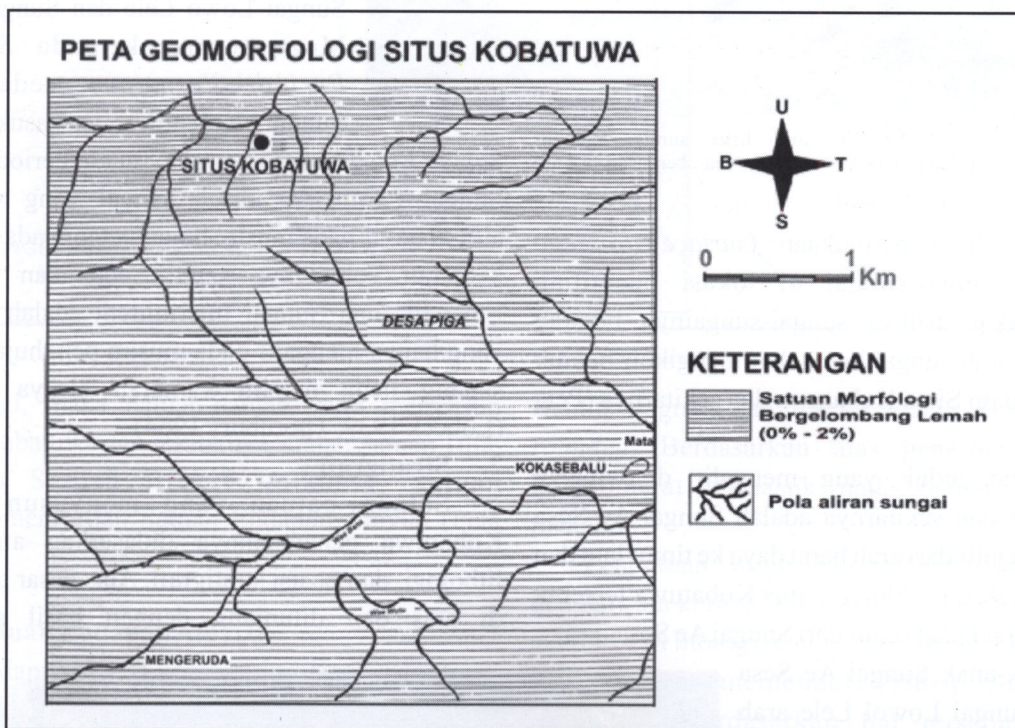 PETA GEOMORFOLOGI SITUS KOBATUWA
SITUS KOBATUWA
DESA PIGA
Mata
KOKASEBALU
MENGERUDA
U
B T
S
0 1
Km
KETERANGAN
Satuan Morfologi
Bergelombang Lemah
(0% - 2%)
Pola aliran sungai